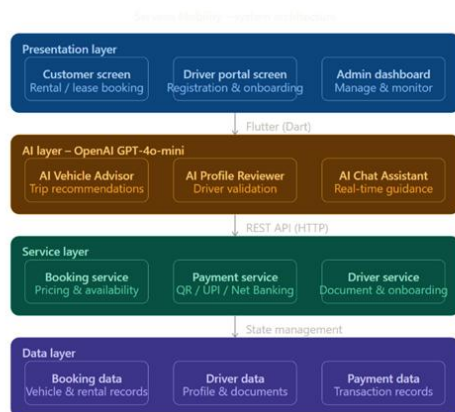 Presentation layer
Customer screen Driver portal screen Admin dashboard
Rental / lease booking Registration & onboarding Manage & monitor
Flutter (Dart)
AI layer – OpenAI GPT-4o-mini
AI Vehicle Advisor AI Profile Reviewer AI Chat Assistant
Trip recommendations Driver validation Real-time guidance
REST API (HTTP)
Service layer
Booking service Payment service Driver service
Pricing & availability QR / UPI / Net Banking Document & onboarding
State management
Data layer
Booking data Driver data Payment data
Vehicle & rental records Profile & documents Transaction records